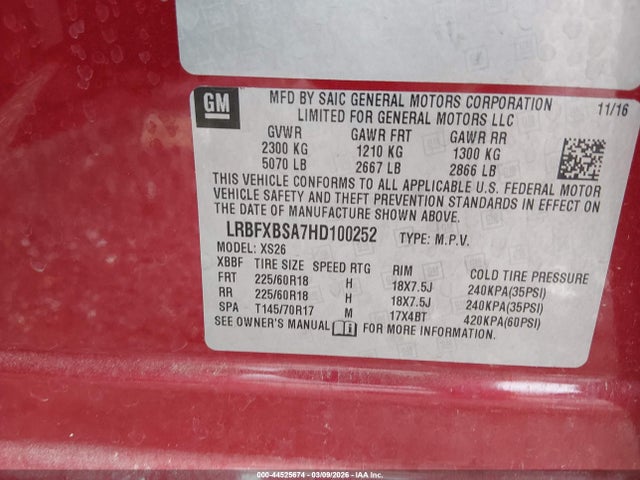 GM
MFD BY SAIC GENERAL MOTORS CORPORATION 11/16
LIMITED FOR GENERAL MOTORS LLC
GVWR GAWR FRT GAWR RR
2300 KG 1210 KG 1300 KG
5070 LB 2667 LB 2866 LB
THIS VEHICLE CONFORMS TO ALL APPLICABLE U.S. FEDERAL MOTOR
VEHICLE SAFETY AND THEFT PREVENTION STANDARDS IN EFFECT ON
THE DATE OF MANUFACTURE SHOWN ABOVE.
LRBFXBSA7HD100252 TYPE: M.P.V.
MODEL: XS26
XBBF TIRE SIZE SPEED RTG RIM COLD TIRE PRESSURE
FRT 225/60R18 H 18X7.5J 240KPA(35PSI)
RR 225/60R18 H 18X7.5J 240KPA(35PSI)
SPA T145/70R17 M 17X4BT 420KPA(60PSI)
SEE OWNER'S MANUAL FOR MORE INFORMATION.
000-44525674 - 03/09/2026 - IAA Inc.